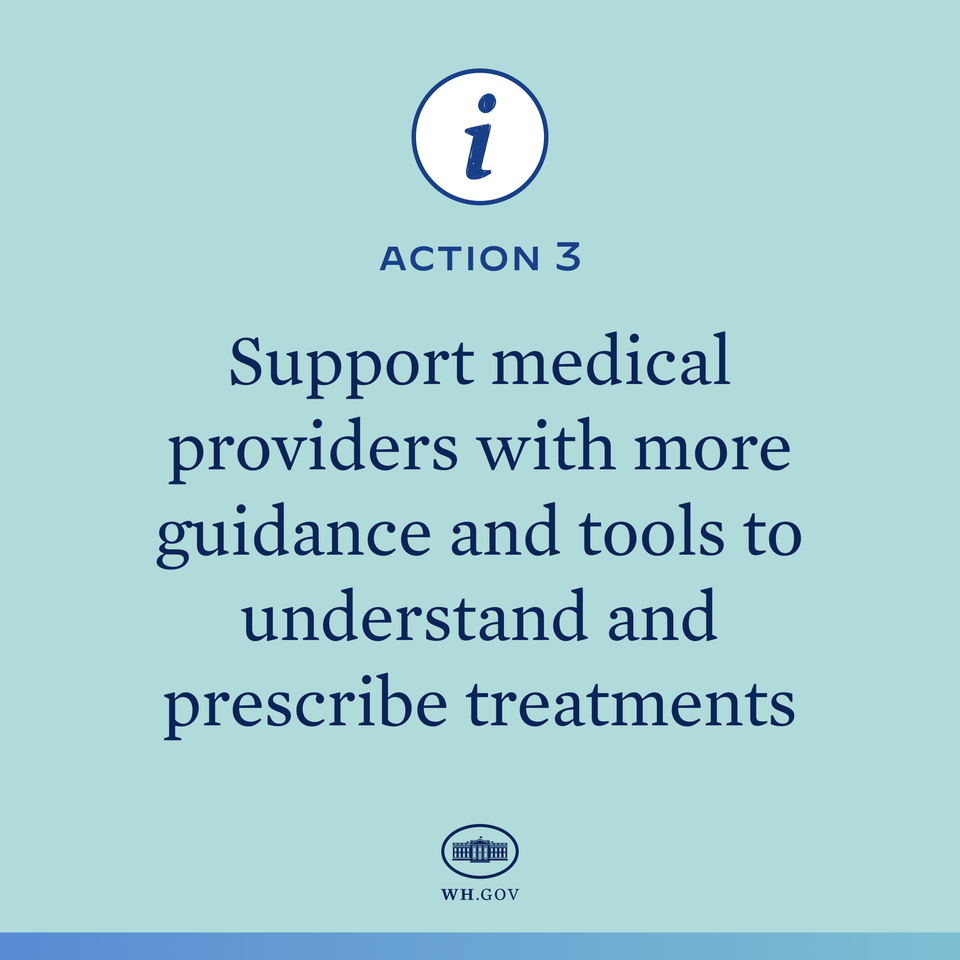 i
ACTION 3
Support medical
providers with more
guidance and tools to
understand and
prescribe treatments
WH.GOV